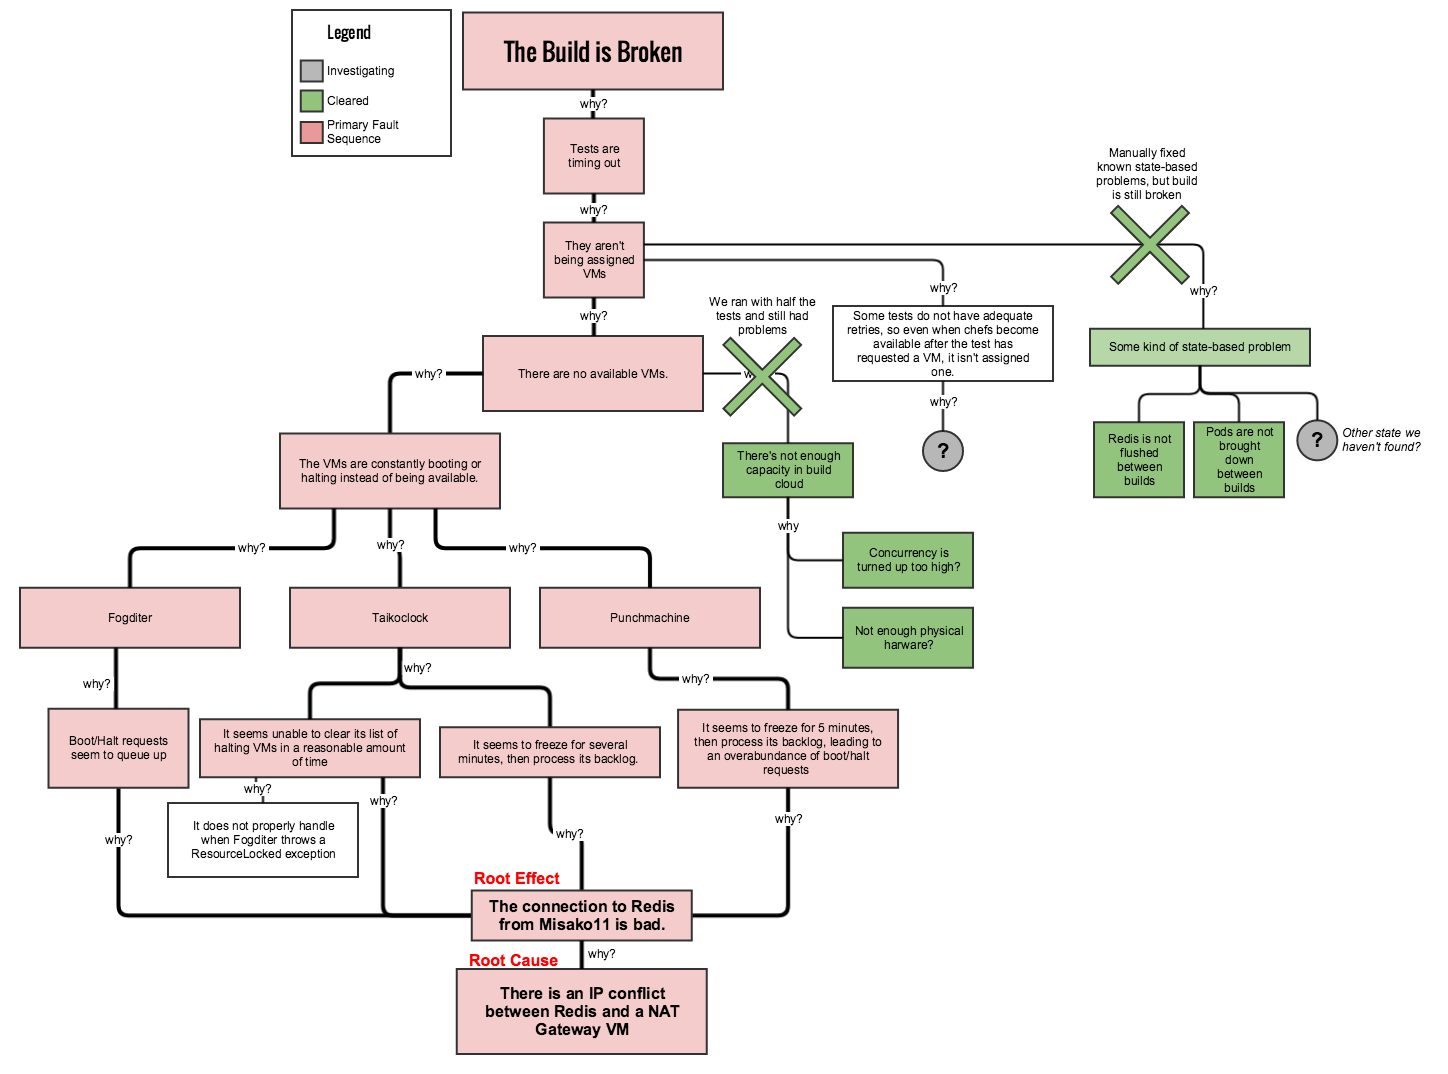 Legend
Investigating
Cleared
Primary Fault
Sequence
The Build is Broken
why?
Tests are
timing out
why?
They aren't
being assigned
VMs
why?
There are no available VMs.
We ran with half the
tests and still had
problems
why?
Some tests do not have adequate
retries, so even when chefs become
available after the test has
requested a VM, it isn't assigned
one.
why?
?
Manually fixed
known state-based
problems, but build
is still broken
why?
Some kind of state-based problem
Redis is not
flushed
between
builds
Pods are not
brought
down
between
builds
?
Other state we
haven't found?
why?
The VMs are constantly booting or
halting instead of being available.
There's not enough
capacity in build
cloud
why
Concurrency is
turned up too high?
Not enough physical
harware?
why?
why?
why?
Fogditer
Taikoclock
Punchmachine
why?
why?
why?
Boot/Halt requests
seem to queue up
It seems unable to clear its list of
halting VMs in a reasonable amount
of time
It seems to freeze for several
minutes, then process its backlog.
It seems to freeze for 5 minutes,
then process its backlog, leading to
an overabundance of boot/halt
requests
why?
why?
It does not properly handle
when Fogditer throws a
ResourceLocked exception
why?
why?
why?
Root Effect
The connection to Redis
from Misako11 is bad.
why?
Root Cause
There is an IP conflict
between Redis and a NAT
Gateway VM